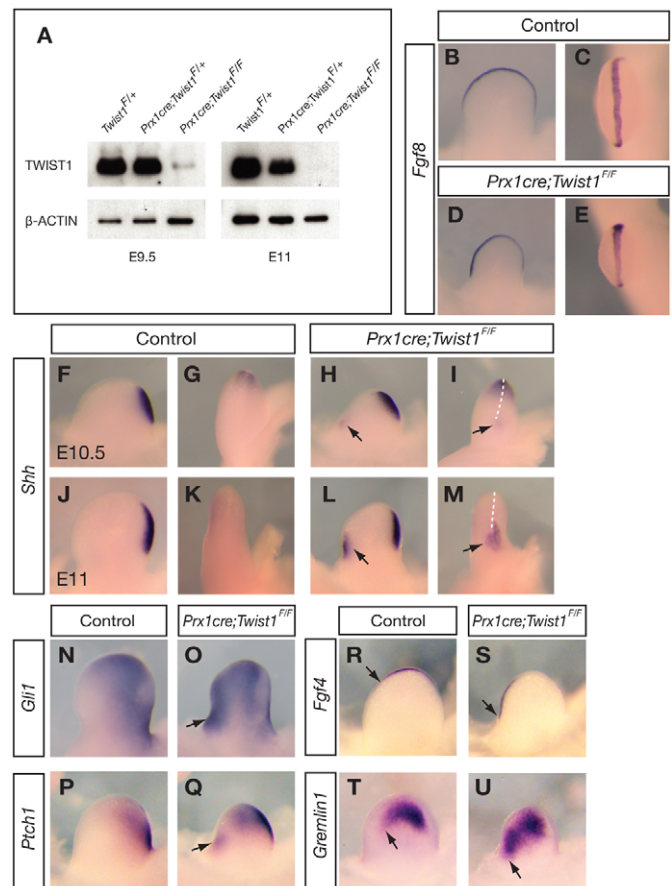 A
Twist1F/+
Prx1cre;Twist1F/+
Prx1cre;Twist1F/F
Twist1F/+
Prx1cre;Twist1F/+
Prx1cre;Twist1F/F
TWIST1
β-ACTIN
E9.5
E11
Control
Fgf8
B
C
Prx1cre;Twist1F/F
D
E
Control
Prx1cre;Twist1F/F
Shh
F
G
H
I
E10.5
J
K
L
M
E11
Control
Prx1cre;Twist1F/F
Gli1
N
O
Ptch1
P
Q
Control
Prx1cre;Twist1F/F
Fgf4
R
S
Gremlin1
T
U